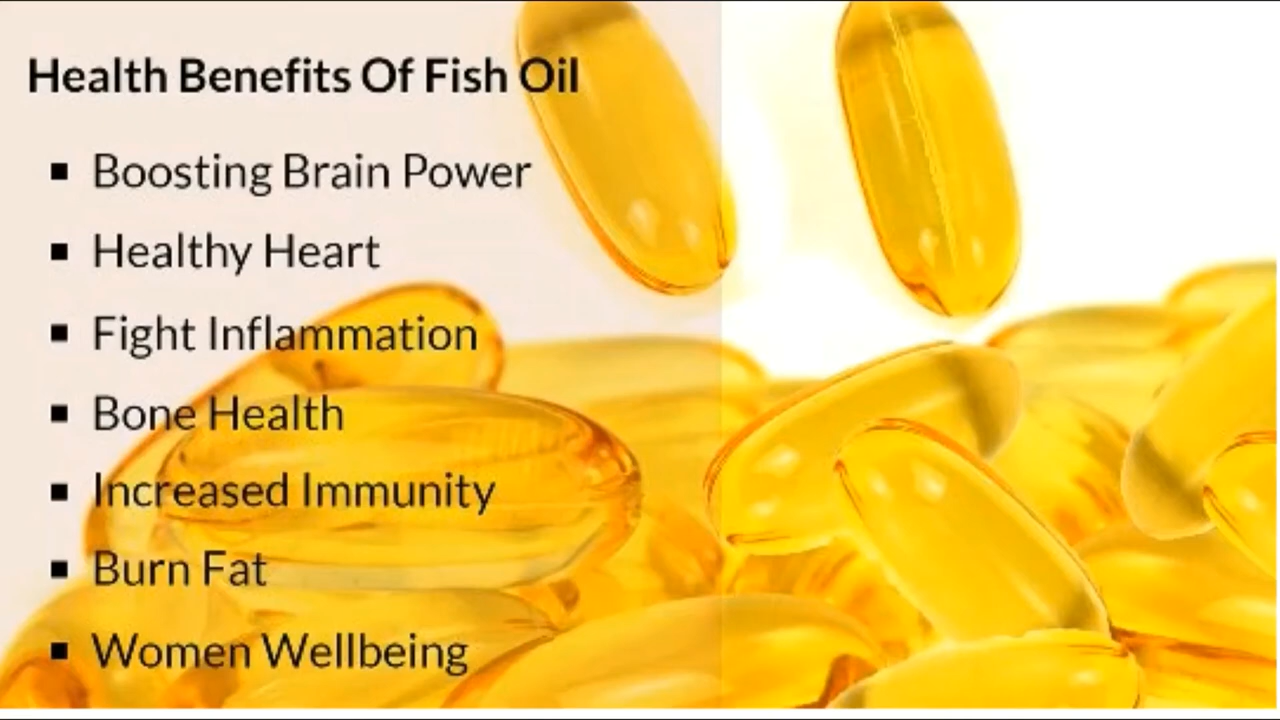 Health Benefits Of Fish Oil
▪ Boosting Brain Power
▪ Healthy Heart
▪ Fight Inflammation
▪ Bone Health
▪ Increased Immunity
▪ Burn Fat
▪ Women Wellbeing